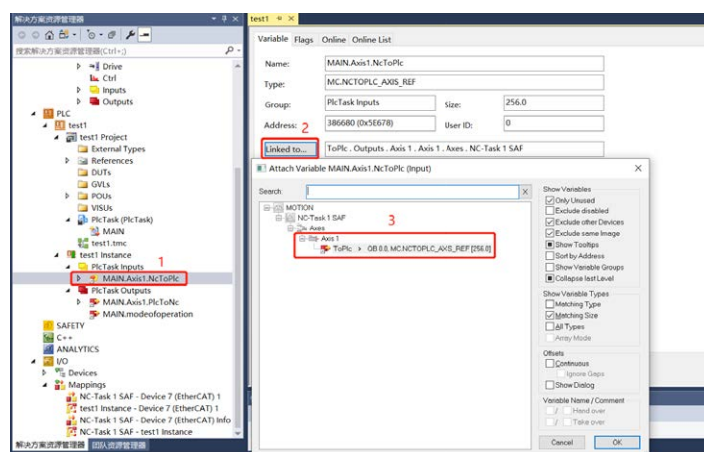 解决方案资源管理器
搜索解决方案资源管理器(Ctrl+;)
Drive
Ctrl
Inputs
Outputs
PLC
test1
test1 Project
External Types
References
DUTs
GVLs
POUs
VISUs
PlcTask (PlcTask)
MAIN
test1.tmc
test1 Instance
PlcTask Inputs
1
MAIN.Axis1.NcToPlc
PlcTask Outputs
MAIN.Axis1.PlcToNc
MAIN.modeofoperation
SAFETY
C++
ANALYTICS
I/O
Devices
Mappings
NC-Task 1 SAF - Device 7 (EtherCAT) 1
test1 Instance - Device 7 (EtherCAT) 1
NC-Task 1 SAF - Device 7 (EtherCAT) Info
NC-Task 1 SAF - test1 Instance
解决方案资源管理器 团队资源管理器
test1
Variable Flags Online Online List
Name: MAIN.Axis1.NcToPlc
Type: MC.NCTOPLC_AXIS_REF
Group: PlcTask Inputs Size: 256.0
Address: 386680 (0x5E678) User ID: 0
2
Linked to... ToPlc . Outputs . Axis 1 . Axis 1 . Axes . NC-Task 1 SAF
Attach Variable MAIN.Axis1.NcToPlc (Input)
Search:
MOTION
NC-Task 1 SAF
3
Axes
Axis 1
ToPlc > QB 0.0, MC.NCTOPLC_AXIS_REF [256.0]
Show Variables
Only Unused
Exclude disabled
Exclude other Devices
Exclude same Image
Show Tooltips
Sort by Address
Show Variable Groups
Collapse last Level
Show Variable Types
Matching Type
Matching Size
All Types
Array Mode
Offsets
Continuous
Ignore Gaps
Show Dialog
Variable Name / Comment
/ Hand over
/ Take over
Cancel OK